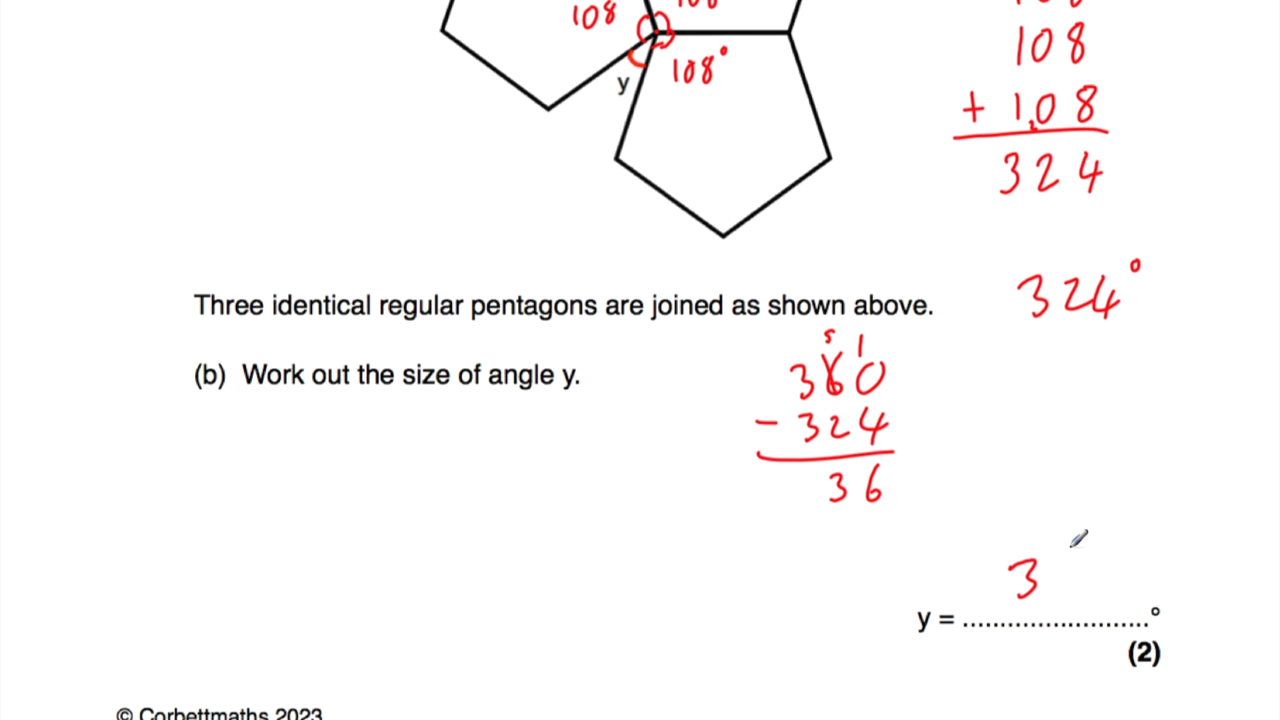 108
108°
y
108
+ 108
324
Three identical regular pentagons are joined as shown above.
324°
(b) Work out the size of angle y.
5 1
360
- 324
36
3
y = ..........................°
(2)
© Corbettmaths 2023